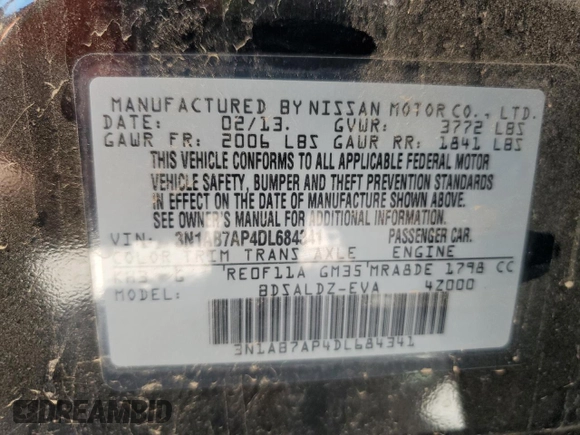 MANUFACTURED BY NISSAN MOTOR CO., LTD.
DATE: 02/13. GVWR: 3772 LBS
GAWR FR: 2006 LBS GAWR RR: 1841 LBS
THIS VEHICLE CONFORMS TO ALL APPLICABLE FEDERAL MOTOR
VEHICLE SAFETY, BUMPER AND THEFT PREVENTION STANDARDS
IN EFFECT ON THE DATE OF MANUFACTURE SHOWN ABOVE.
SEE OWNER'S MANUAL FOR ADDITIONAL INFORMATION.
VIN: 3N1AB7AP4DL684341 PASSENGER CAR.
COLOR TRIM TRANS AXLE ENGINE
G RE0F11A GM35 MRA8DE 1798 CC
MODEL: BDSALDZ-EVA 4Z000
3N1AB7AP4DL684341
DREAMBID